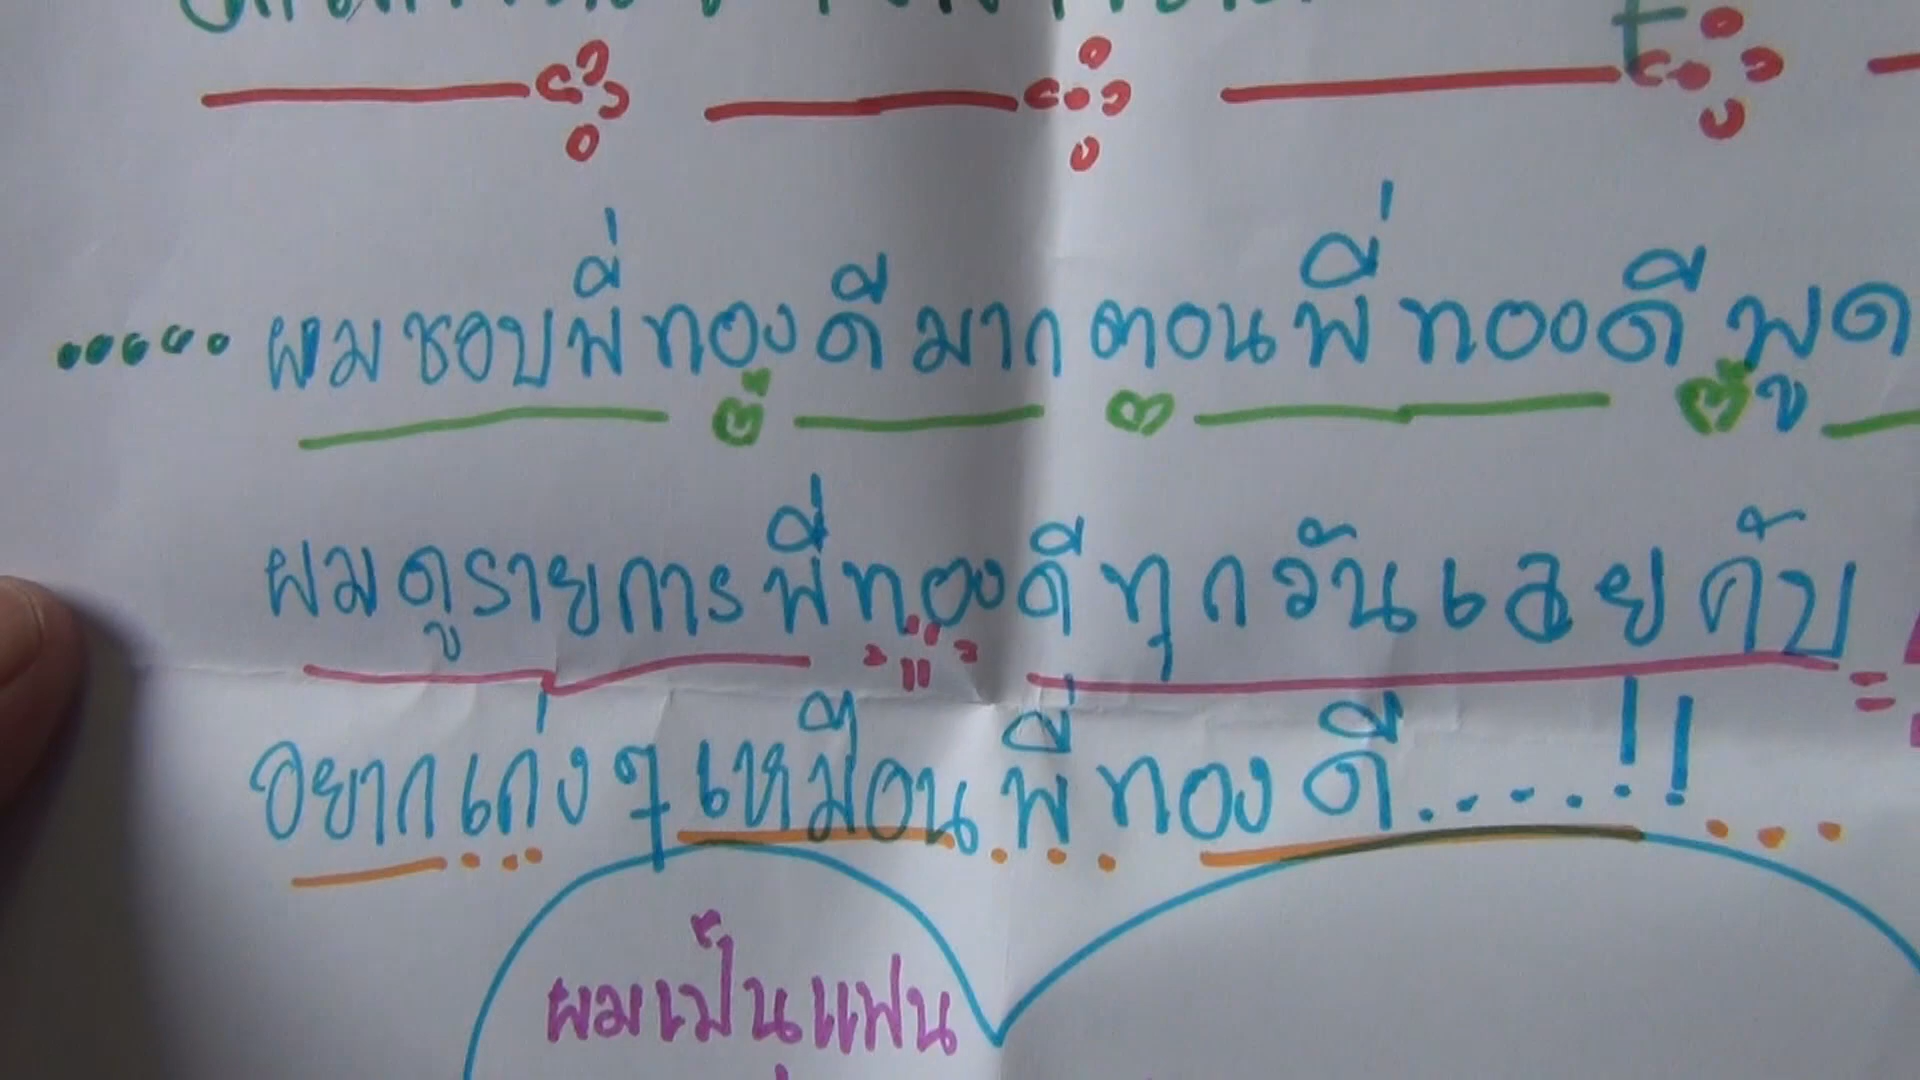 ผมชอบพี่ทองดีมากตอนพี่ทองดีพูด
ผมดูรายการพี่ทองดีทุกวันเลยคับ
อยากเก่งๆเหมือนพี่ทองดี.....!!
ผมเป็นแฟน